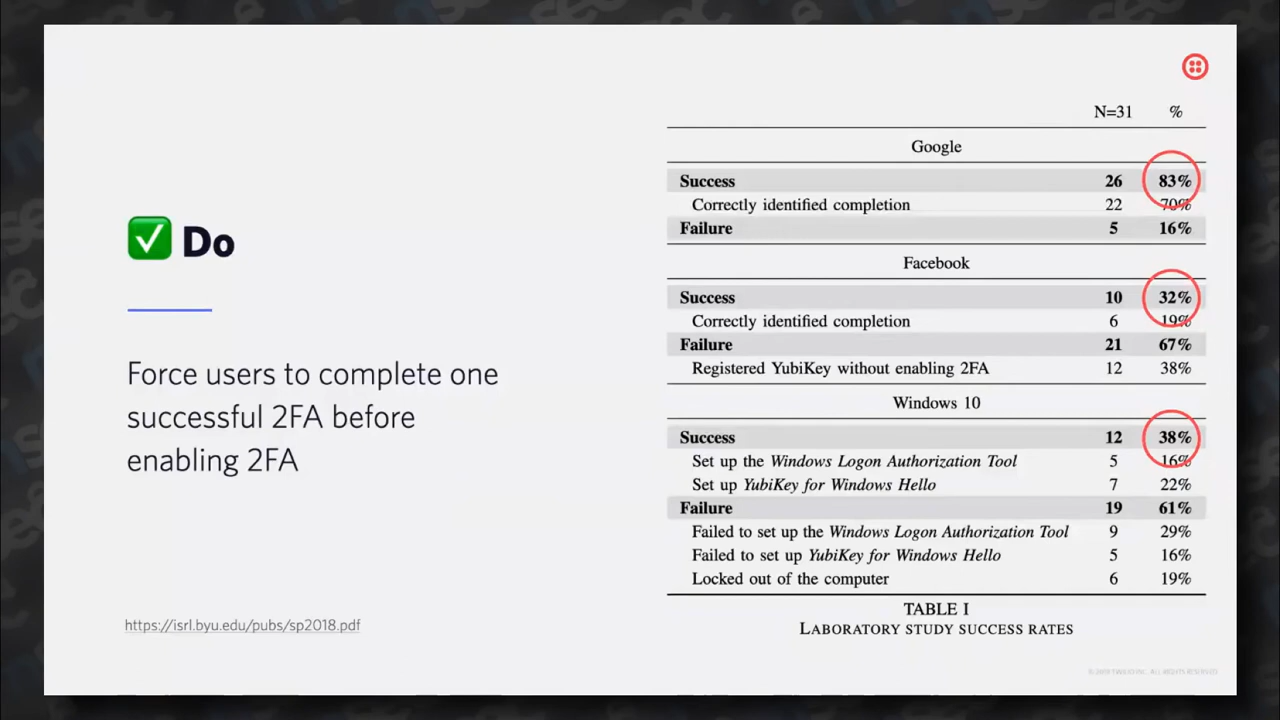 ✅ Do
Force users to complete one
successful 2FA before
enabling 2FA
https://isrl.byu.edu/pubs/sp2018.pdf
N=31 %
Google
Success 26 83%
Correctly identified completion 22 70%
Failure 5 16%
Facebook
Success 10 32%
Correctly identified completion 6 19%
Failure 21 67%
Registered YubiKey without enabling 2FA 12 38%
Windows 10
Success 12 38%
Set up the Windows Logon Authorization Tool 5 16%
Set up YubiKey for Windows Hello 7 22%
Failure 19 61%
Failed to set up the Windows Logon Authorization Tool 9 29%
Failed to set up YubiKey for Windows Hello 5 16%
Locked out of the computer 6 19%
TABLE I
LABORATORY STUDY SUCCESS RATES